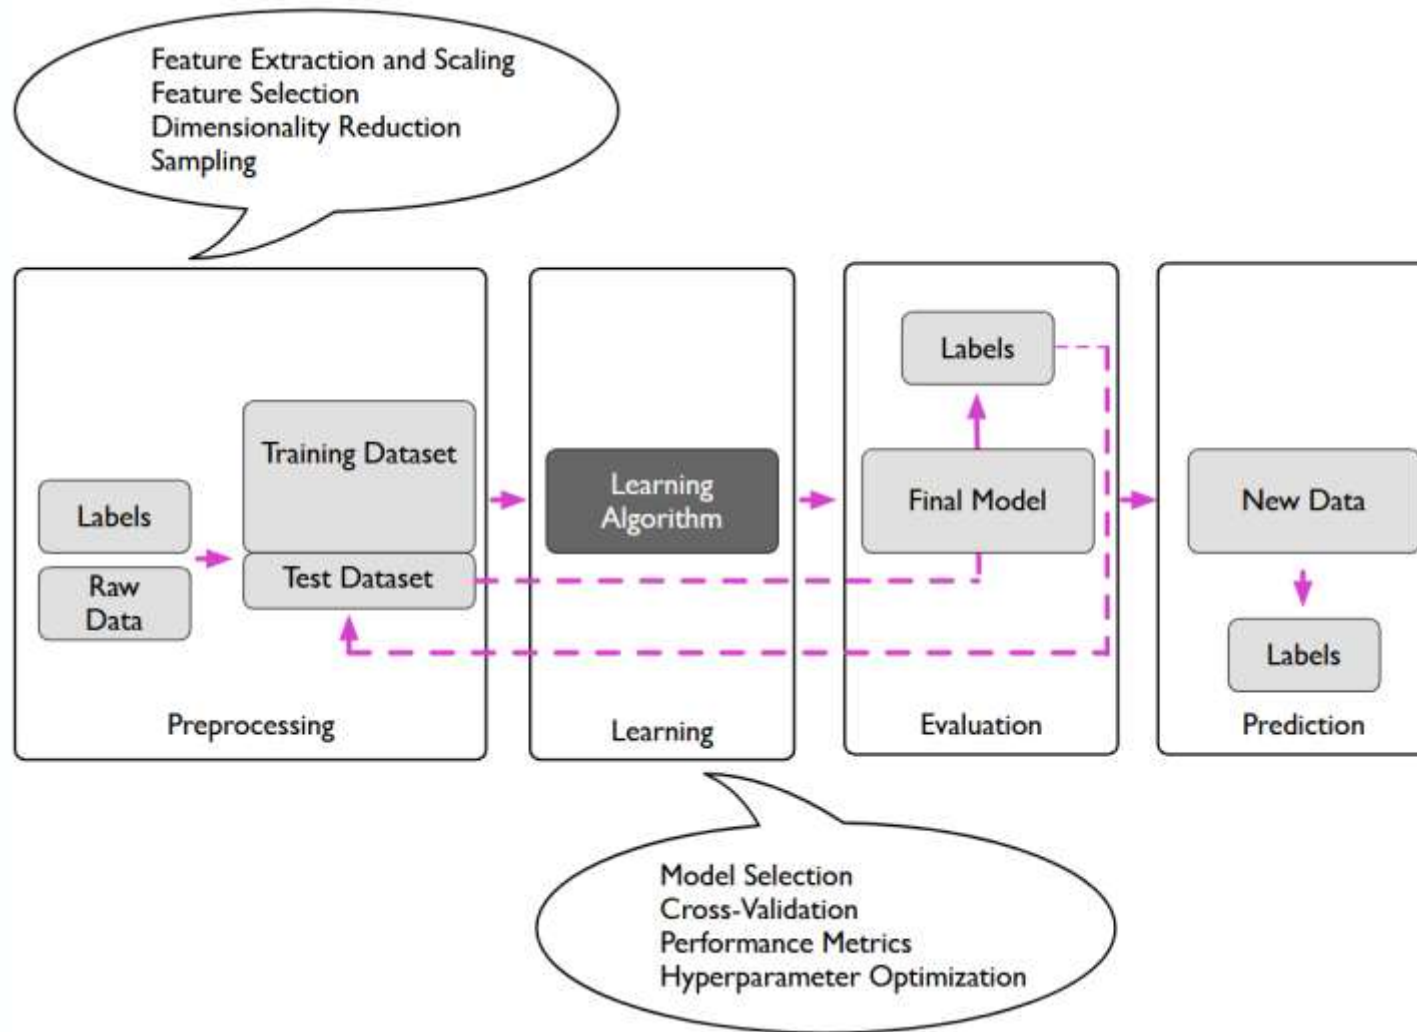 Feature Extraction and Scaling
Feature Selection
Dimensionality Reduction
Sampling
Labels
Raw
Data
Training Dataset
Test Dataset
Preprocessing
Learning
Algorithm
Learning
Labels
Final Model
Evaluation
New Data
Labels
Prediction
Model Selection
Cross-Validation
Performance Metrics
Hyperparameter Optimization